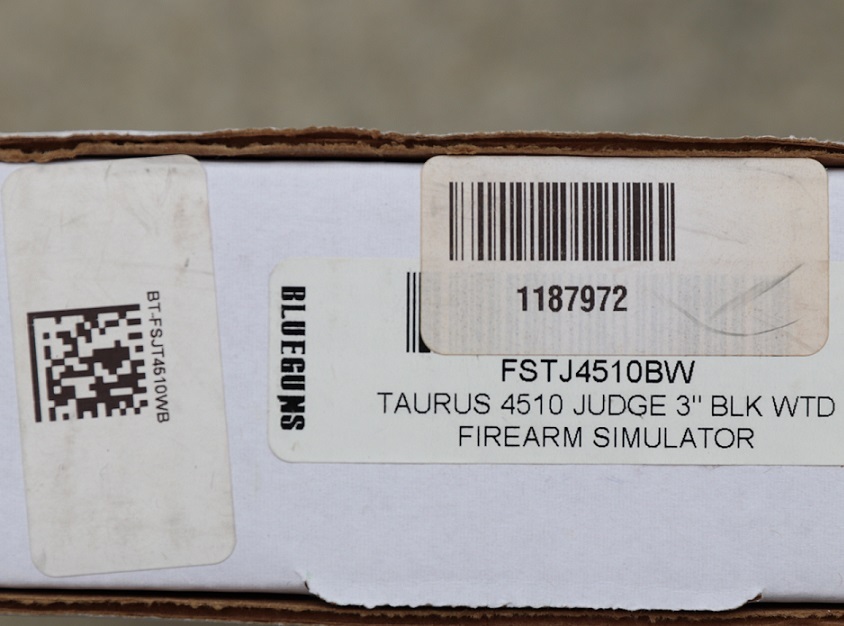 BT-FSJT4510WB
BLUEGUNS
1187972
FSTJ4510BW
TAURUS 4510 JUDGE 3" BLK WTD
FIREARM SIMULATOR